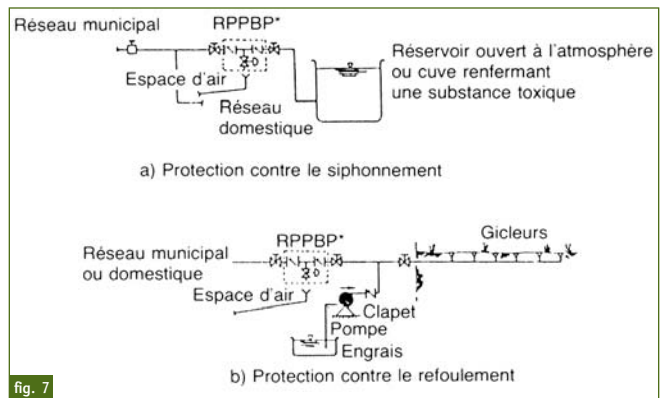 RPPBP*
Réseau municipal
Réservoir ouvert à l'atmosphère
ou cuve renfermant
une substance toxique
Espace d'air
Réseau
domestique
a) Protection contre le siphonnement
Gicleurs
RPPBP*
Réseau municipal
ou domestique
Espace d'air
Clapet
Pompe
Engrais
b) Protection contre le refoulement
fig. 7